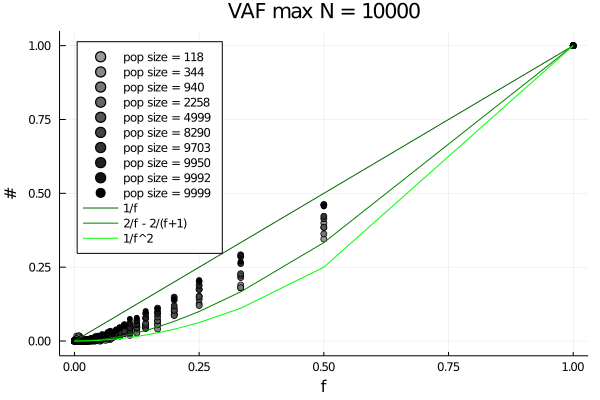 VAF max N = 10000
1.00
0.75
0.50
0.25
0.00
#
pop size = 118
pop size = 344
pop size = 940
pop size = 2258
pop size = 4999
pop size = 8290
pop size = 9703
pop size = 9950
pop size = 9992
pop size = 9999
1/f
2/f - 2/(f+1)
1/f^2
0.00 0.25 0.50 0.75 1.00
f